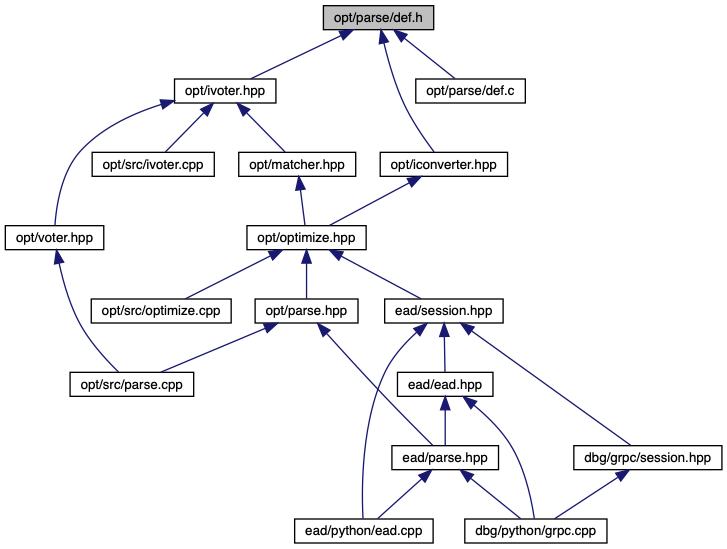 opt/parse/def.h
opt/ivoter.hpp
opt/parse/def.c
opt/src/ivoter.cpp
opt/matcher.hpp
opt/iconverter.hpp
opt/voter.hpp
opt/optimize.hpp
opt/src/optimize.cpp
opt/parse.hpp
ead/session.hpp
opt/src/parse.cpp
ead/ead.hpp
ead/parse.hpp
dbg/grpc/session.hpp
ead/python/ead.cpp
dbg/python/grpc.cpp